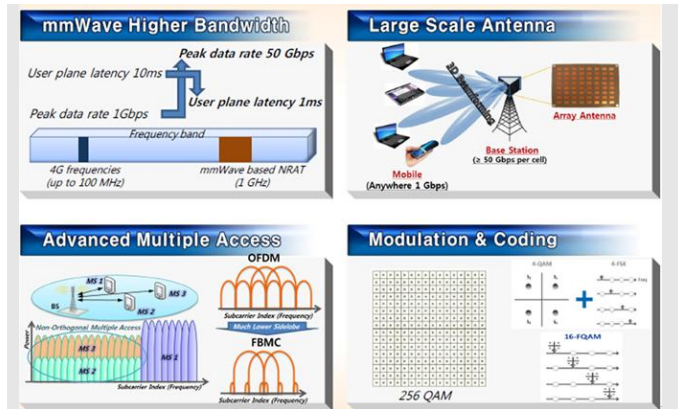 mmWave Higher Bandwidth
Peak data rate 50 Gbps
User plane latency 10ms
User plane latency 1ms
Peak data rate 1Gbps
Frequency band
4G frequencies
(up to 100 MHz)
mmWave based NRAT
(1 GHz)
Large Scale Antenna
3D Beamforming
Array Antenna
Base Station
(≥ 50 Gbps per cell)
Mobile
(Anywhere 1 Gbps)
Advanced Multiple Access
MS 1
MS 3
BS
MS 2
Non-Orthogonal Multiple Access
Power
MS 3
MS 1
MS 2
Subcarrier Index (Frequency)
OFDM
Subcarrier Index (Frequency)
Much Lower Sidelobe
FBMC
Subcarrier Index (Frequency)
Modulation & Coding
256 QAM
4-QAM
4-FSK
+
16-FQAM